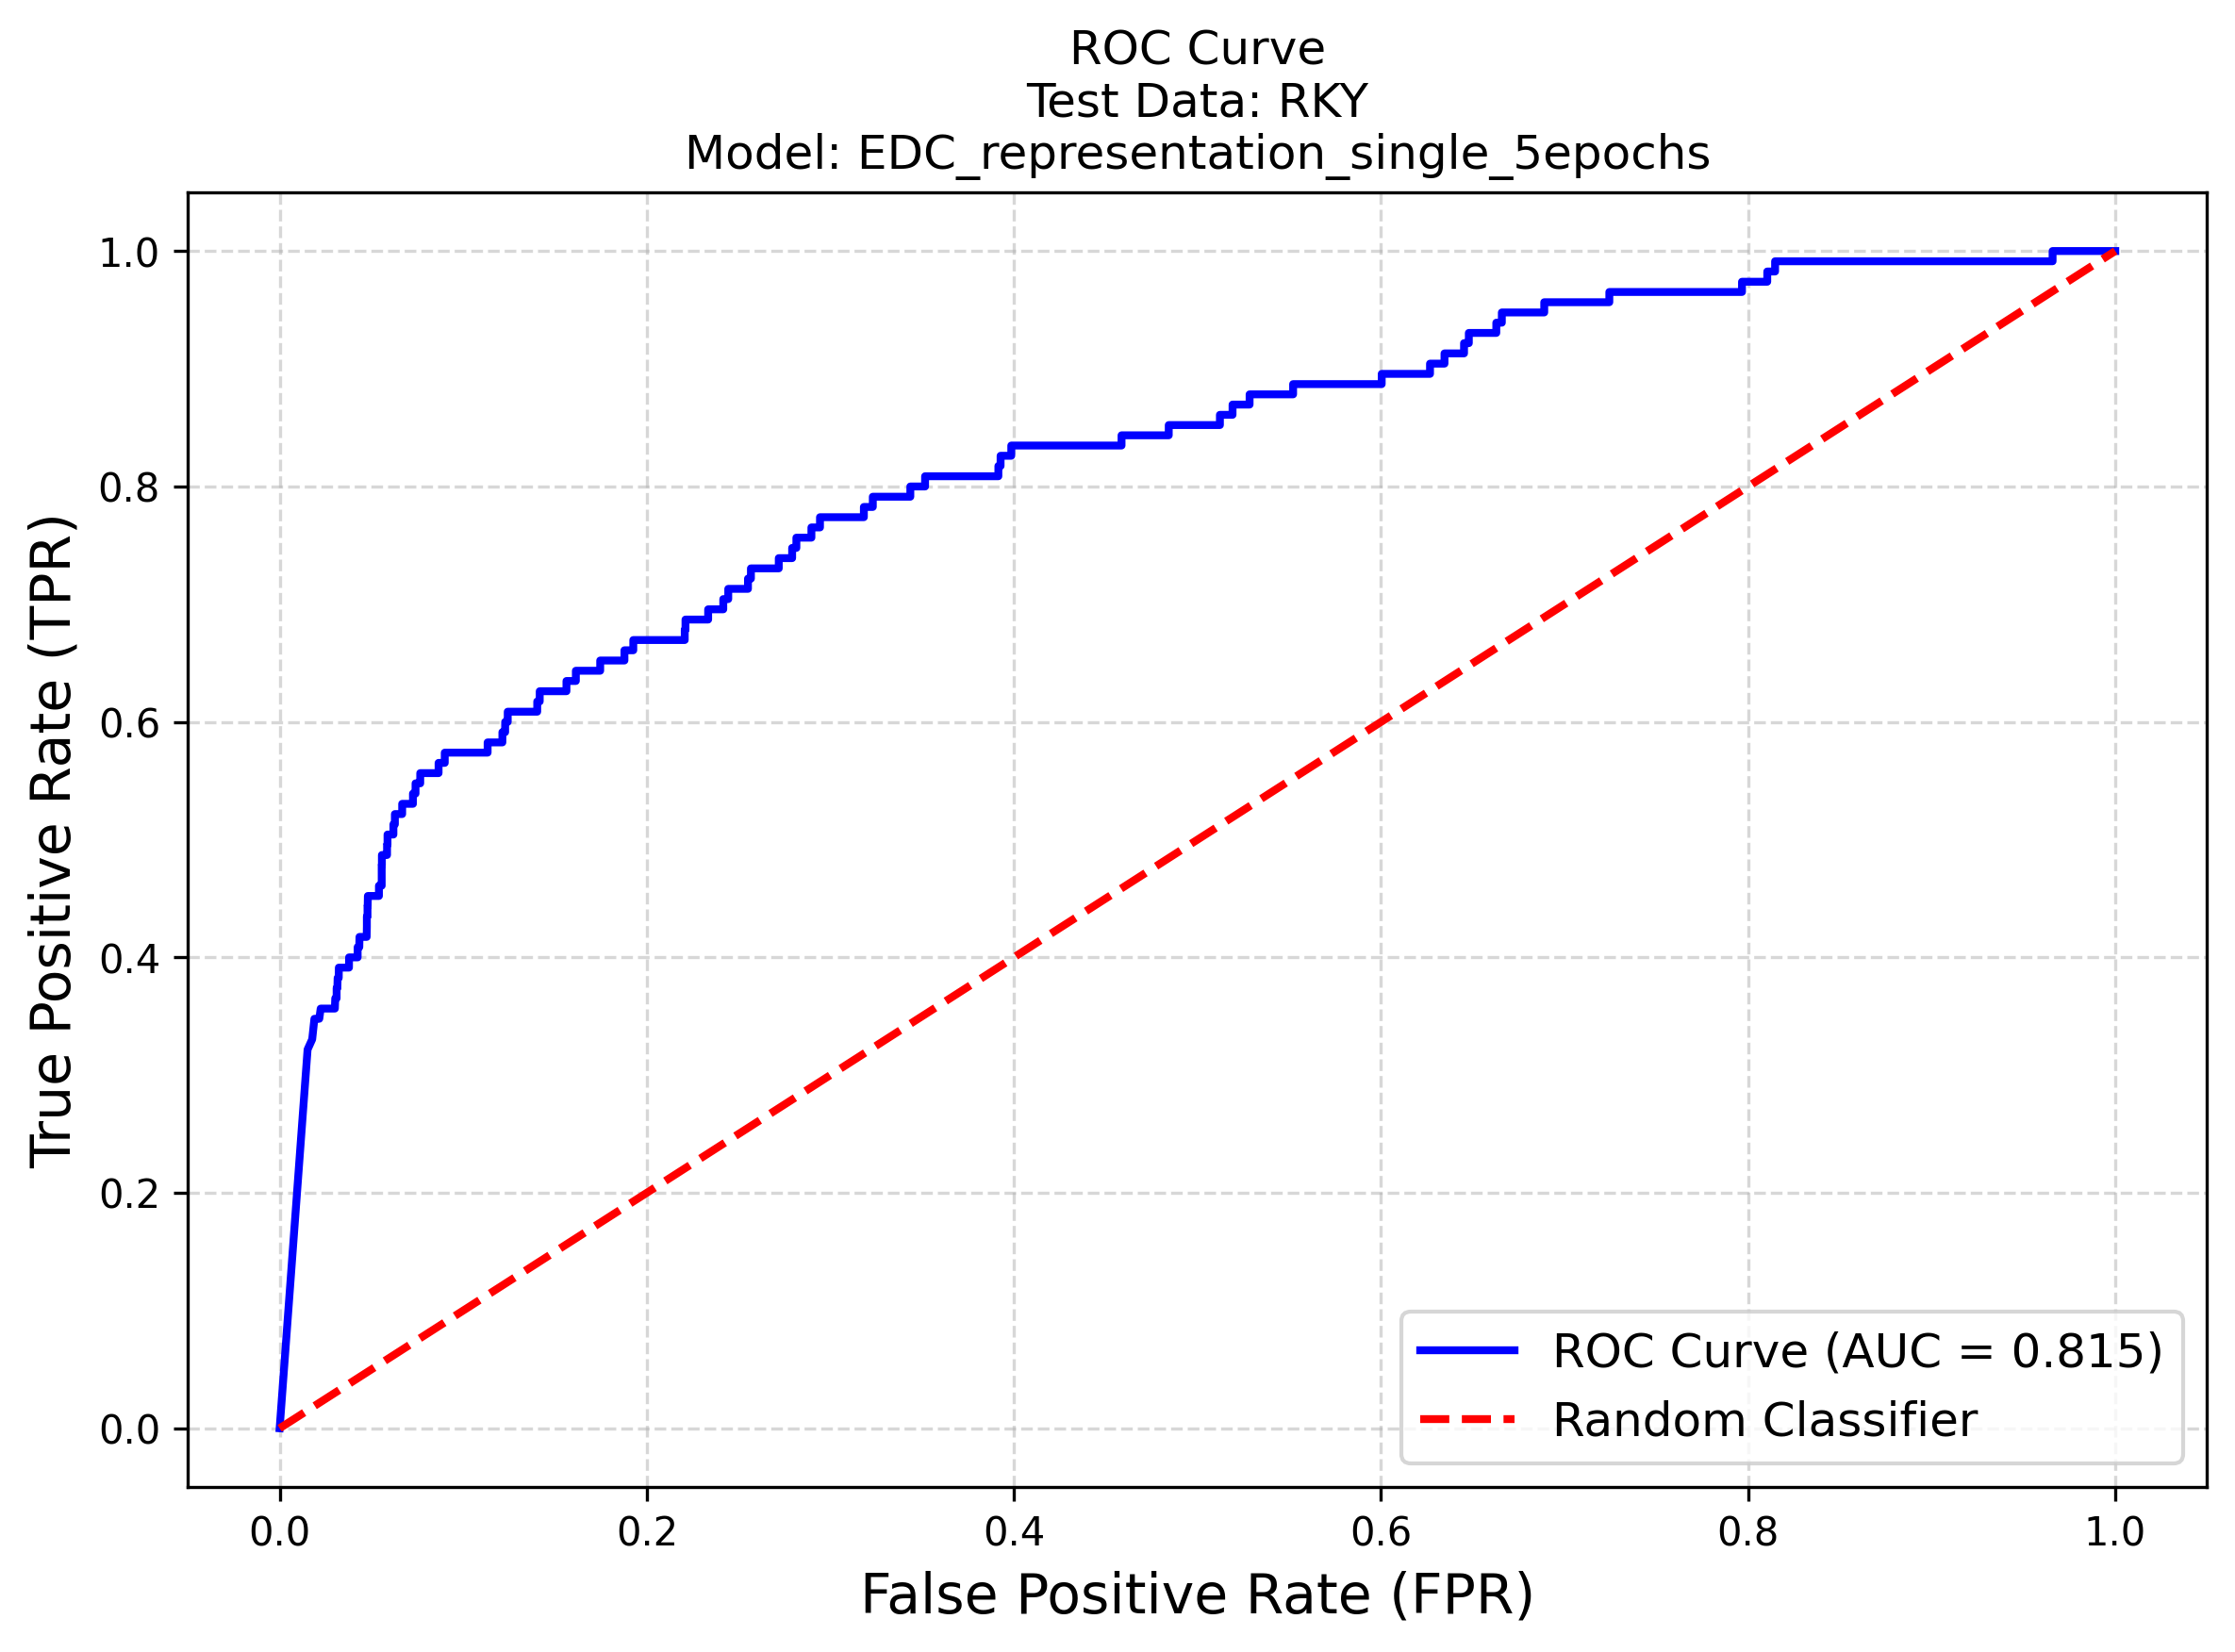 ROC Curve
Test Data: RKY
Model: EDC_representation_single_5epochs
True Positive Rate (TPR)
1.0
0.8
0.6
0.4
0.2
0.0
ROC Curve (AUC = 0.815)
Random Classifier
0.0 0.2 0.4 0.6 0.8 1.0
False Positive Rate (FPR)